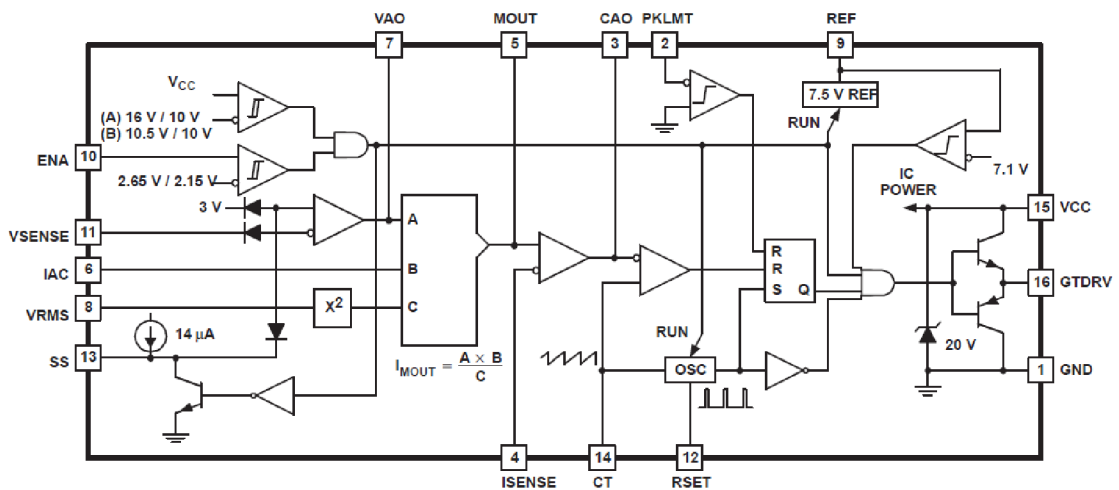 VAO
MOUT
CAO
PKLMT
REF
7
5
3
2
9
VCC
(A) 16 V / 10 V
(B) 10.5 V / 10 V
7.5 V REF
RUN
ENA
10
2.65 V / 2.15 V
7.1 V
3 V
IC
POWER
VSENSE
11
A
15
VCC
IAC
6
B
R
R
S
Q
16
GTDRV
VRMS
8
X2
C
14 μA
SS
13
RUN
20 V
IMOUT = A × B
C
OSC
1
GND
4
14
12
ISENSE
CT
RSET